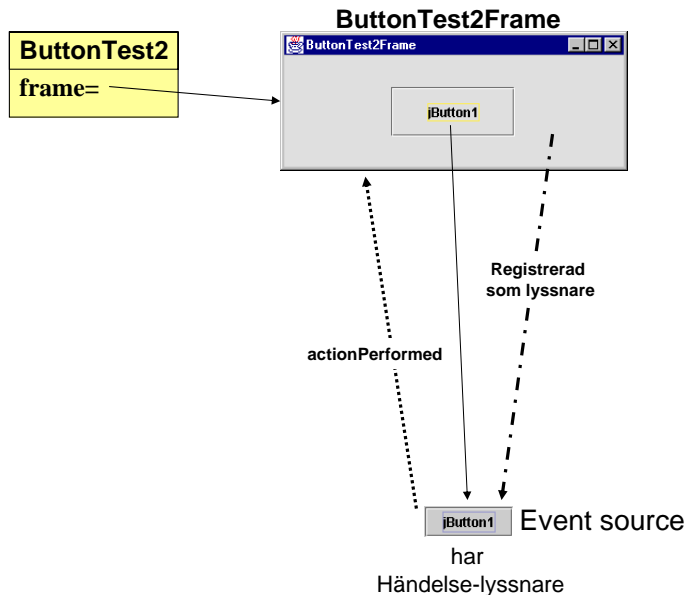 ButtonTest2Frame
ButtonTest2
frame=
ButtonTest2Frame
jButton1
Registrerad
som lyssnare
actionPerformed
jButton1
Event source
har
Händelse-lyssnare